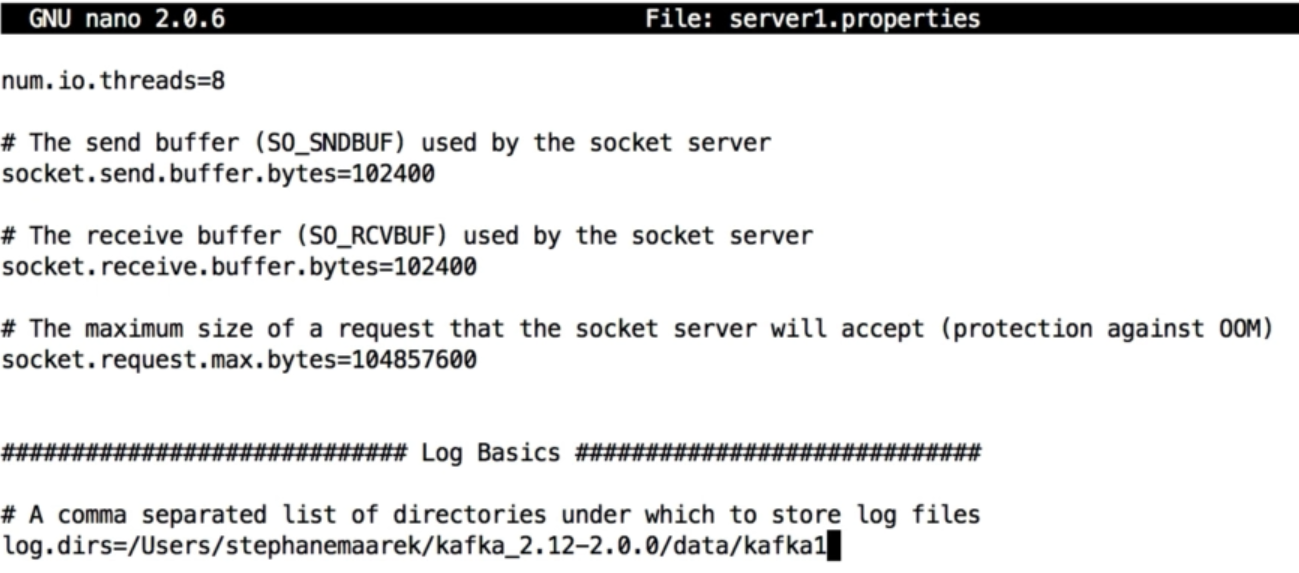 GNU nano 2.0.6 File: server1.properties
num.io.threads=8
# The send buffer (SO_SNDBUF) used by the socket server
socket.send.buffer.bytes=102400
# The receive buffer (SO_RCVBUF) used by the socket server
socket.receive.buffer.bytes=102400
# The maximum size of a request that the socket server will accept (protection against OOM)
socket.request.max.bytes=104857600
############################# Log Basics #############################
# A comma separated list of directories under which to store log files
log.dirs=/Users/stephanemaarek/kafka_2.12-2.0.0/data/kafka1